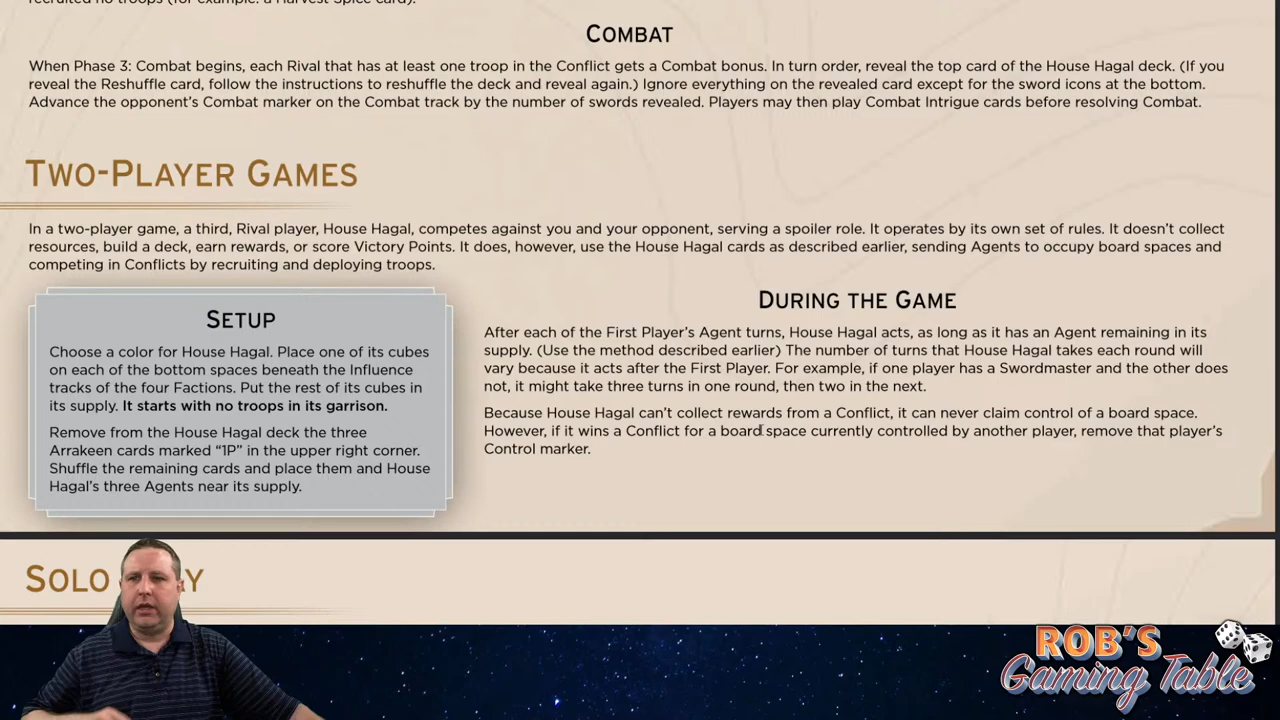 recruited no troops (for example: a Harvest Spice card).
COMBAT
When Phase 3: Combat begins, each Rival that has at least one troop in the Conflict gets a Combat bonus. In turn order, reveal the top card of the House Hagal deck. (If you
reveal the Reshuffle card, follow the instructions to reshuffle the deck and reveal again.) Ignore everything on the revealed card except for the sword icons at the bottom.
Advance the opponent's Combat marker on the Combat track by the number of swords revealed. Players may then play Combat Intrigue cards before resolving Combat.
TWO-PLAYER GAMES
In a two-player game, a third, Rival player, House Hagal, competes against you and your opponent, serving a spoiler role. It operates by its own set of rules. It doesn't collect
resources, build a deck, earn rewards, or score Victory Points. It does, however, use the House Hagal cards as described earlier, sending Agents to occupy board spaces and
competing in Conflicts by recruiting and deploying troops.
SETUP
Choose a color for House Hagal. Place one of its cubes
on each of the bottom spaces beneath the Influence
tracks of the four Factions. Put the rest of its cubes in
its supply. It starts with no troops in its garrison.
Remove from the House Hagal deck the three
Arrakeen cards marked "1P" in the upper right corner.
Shuffle the remaining cards and place them and House
Hagal's three Agents near its supply.
DURING THE GAME
After each of the First Player's Agent turns, House Hagal acts, as long as it has an Agent remaining in its
supply. (Use the method described earlier) The number of turns that House Hagal takes each round will
vary because it acts after the First Player. For example, if one player has a Swordmaster and the other does
not, it might take three turns in one round, then two in the next.
Because House Hagal can't collect rewards from a Conflict, it can never claim control of a board space.
However, if it wins a Conflict for a board space currently controlled by another player, remove that player's
Control marker.
SOLO
ROB'S
Gaming Table